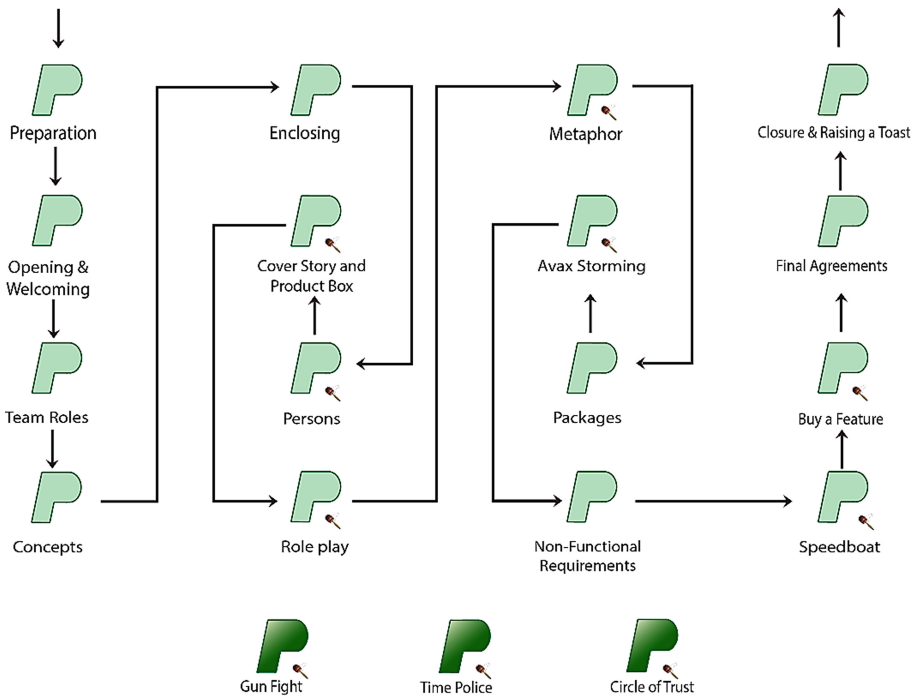 Preparation
Opening &
Welcoming
Team Roles
Concepts
Enclosing
Cover Story and
Product Box
Persons
Role play
Metaphor
Avax Storming
Packages
Non-Functional
Requirements
Closure & Raising a Toast
Final Agreements
Buy a Feature
Speedboat
Gun Fight
Time Police
Circle of Trust